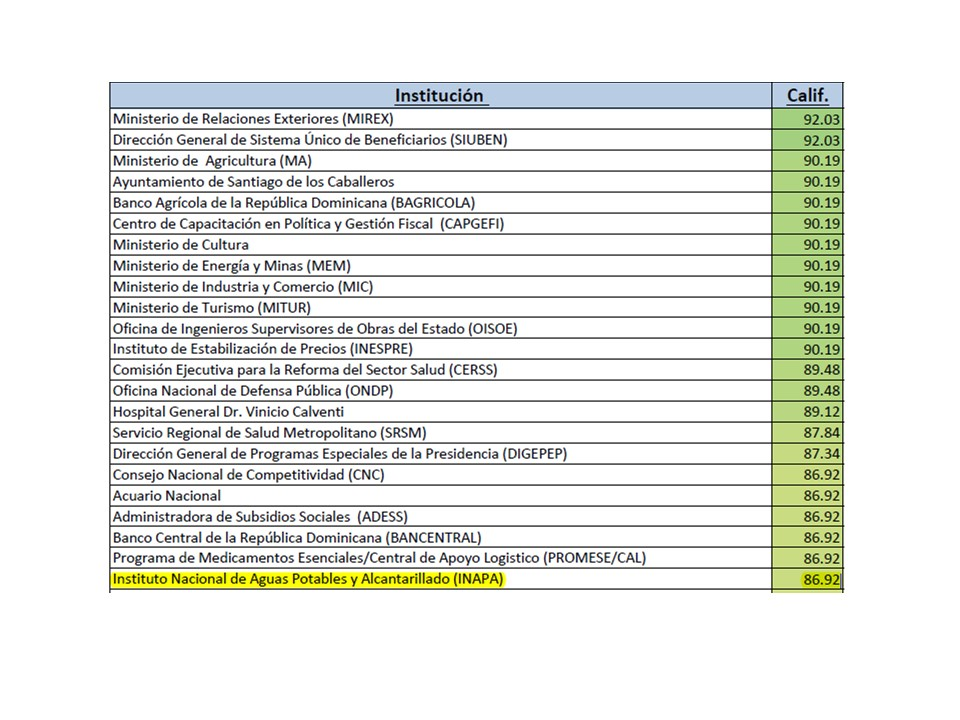 Institución Calif.
Ministerio de Relaciones Exteriores (MIREX) 92.03
Dirección General de Sistema Único de Beneficiarios (SIUBEN) 92.03
Ministerio de Agricultura (MA) 90.19
Ayuntamiento de Santiago de los Caballeros 90.19
Banco Agrícola de la República Dominicana (BAGRICOLA) 90.19
Centro de Capacitación en Política y Gestión Fiscal (CAPGEFI) 90.19
Ministerio de Cultura 90.19
Ministerio de Energía y Minas (MEM) 90.19
Ministerio de Industria y Comercio (MIC) 90.19
Ministerio de Turismo (MITUR) 90.19
Oficina de Ingenieros Supervisores de Obras del Estado (OISOE) 90.19
Instituto de Estabilización de Precios (INESPRE) 90.19
Comisión Ejecutiva para la Reforma del Sector Salud (CERSS) 89.48
Oficina Nacional de Defensa Pública (ONDP) 89.48
Hospital General Dr. Vinicio Calventi 89.12
Servicio Regional de Salud Metropolitano (SRSM) 87.84
Dirección General de Programas Especiales de la Presidencia (DIGEPEP) 87.34
Consejo Nacional de Competitividad (CNC) 86.92
Acuario Nacional 86.92
Administradora de Subsidios Sociales (ADESS) 86.92
Banco Central de la República Dominicana (BANCENTRAL) 86.92
Programa de Medicamentos Esenciales/Central de Apoyo Logistico (PROMESE/CAL) 86.92
Instituto Nacional de Aguas Potables y Alcantarillado (INAPA) 86.92